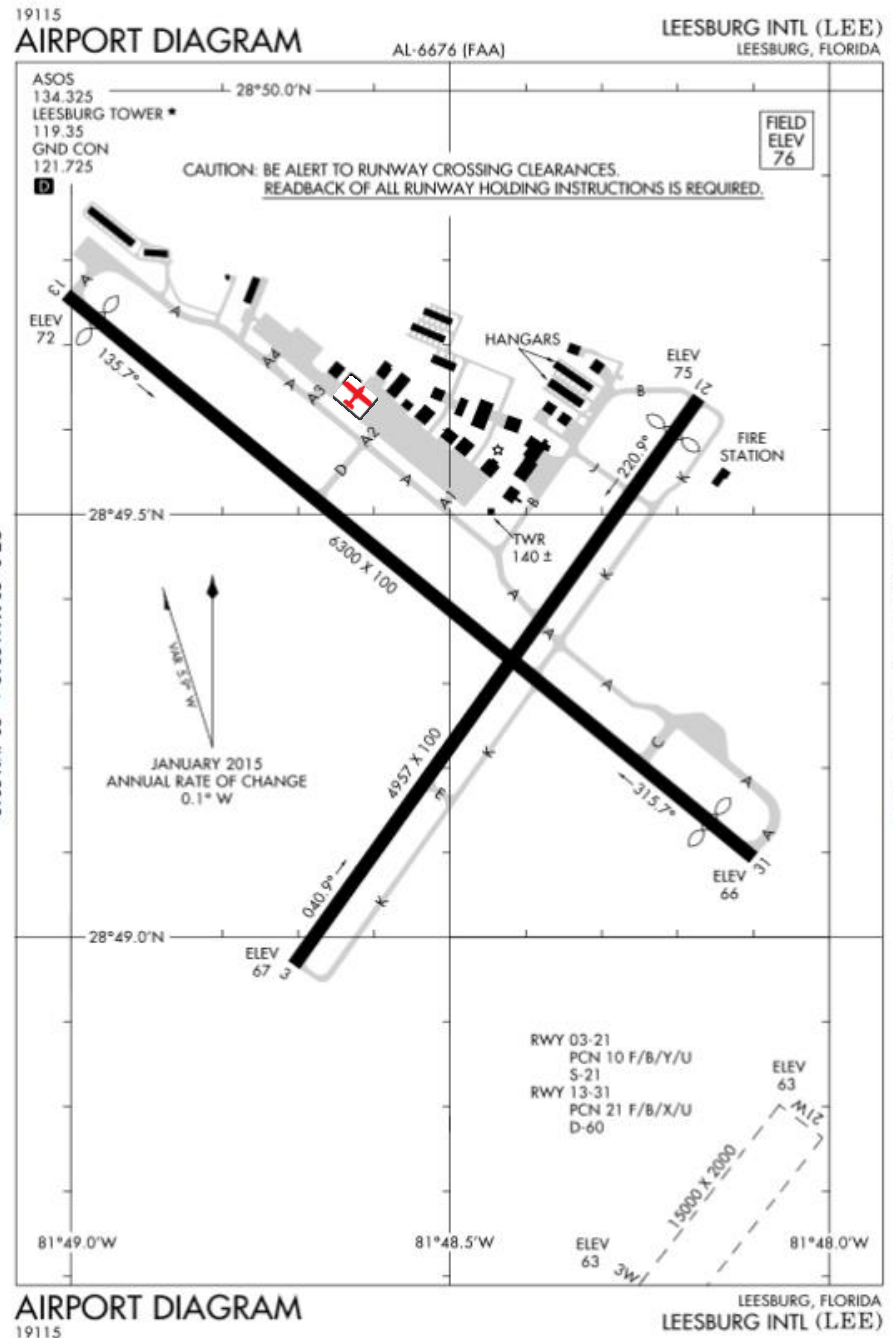 19115
AIRPORT DIAGRAM
AL-6676 (FAA)
LEESBURG INTL (LEE)
LEESBURG, FLORIDA
ASOS
134.325
LEESBURG TOWER ★
119.35
GND CON
121.725
D
28°50.0'N
FIELD
ELEV
76
CAUTION: BE ALERT TO RUNWAY CROSSING CLEARANCES.
READBACK OF ALL RUNWAY HOLDING INSTRUCTIONS IS REQUIRED.
13
A
ELEV
72
135.7°
A
A4
A
A3
A2
D
A
A1
HANGARS
ELEV
75
21
B
220.9°
J
K
FIRE
STATION
B
28°49.5'N
TWR
140 ±
6300 X 100
K
A
A
A
VAR 5.9° W
JANUARY 2015
ANNUAL RATE OF CHANGE
0.1° W
4957 X 100
K
E
C
A
315.7°
A
31
ELEV
66
040.9°
K
28°49.0'N
ELEV
67
3
RWY 03-21
PCN 10 F/B/Y/U
S-21
RWY 13-31
PCN 21 F/B/X/U
D-60
ELEV
63
21W
15000 X 2000
81°49.0'W
81°48.5'W
81°48.0'W
ELEV
63
3W
AIRPORT DIAGRAM
19115
LEESBURG, FLORIDA
LEESBURG INTL (LEE)